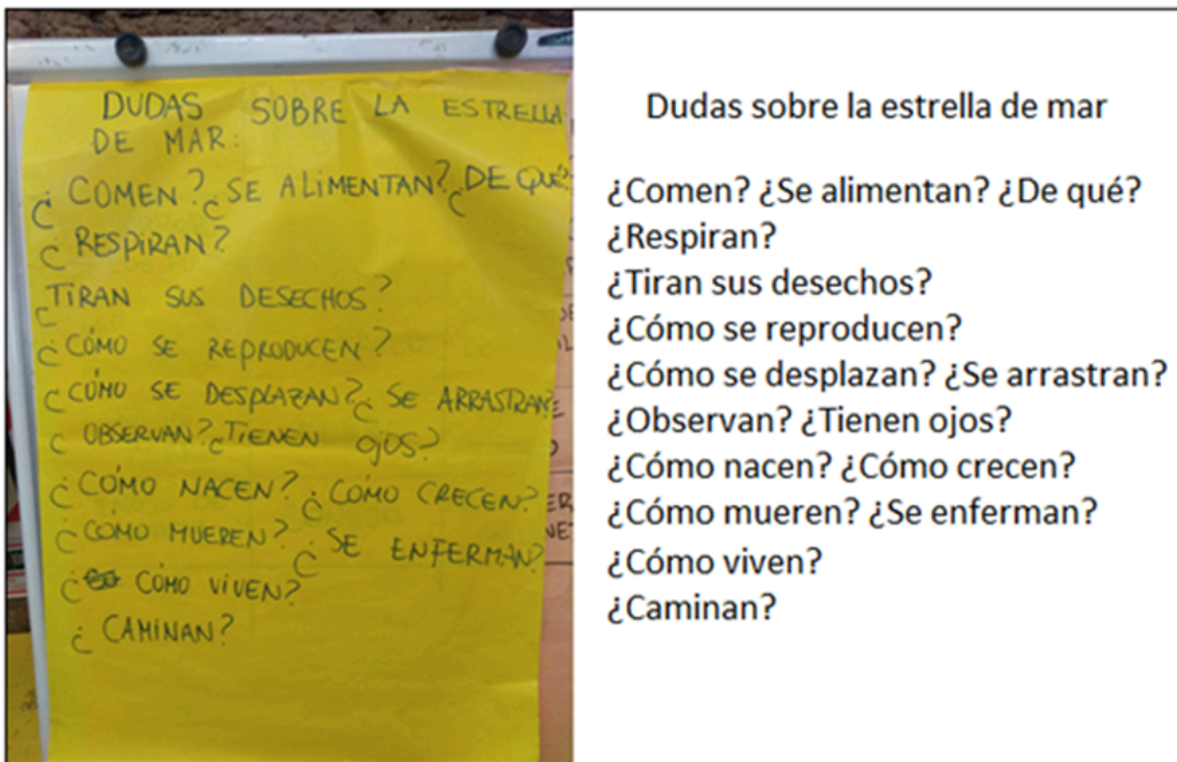 DUDAS SOBRE LA ESTRELLA
DE MAR:
¿COMEN? ¿SE ALIMENTAN? ¿DE QUÉ?
¿RESPIRAN?
¿TIRAN SUS DESECHOS?
¿CÓMO SE REPRODUCEN?
¿CÓMO SE DESPLAZAN? ¿SE ARRASTRAN?
¿OBSERVAN? ¿TIENEN OJOS?
¿CÓMO NACEN? ¿CÓMO CRECEN?
¿CÓMO MUEREN? ¿SE ENFERMAN?
¿CÓMO VIVEN?
¿CAMINAN?
Dudas sobre la estrella de mar
¿Comen? ¿Se alimentan? ¿De qué?
¿Respiran?
¿Tiran sus desechos?
¿Cómo se reproducen?
¿Cómo se desplazan? ¿Se arrastran?
¿Observan? ¿Tienen ojos?
¿Cómo nacen? ¿Cómo crecen?
¿Cómo mueren? ¿Se enferman?
¿Cómo viven?
¿Caminan?